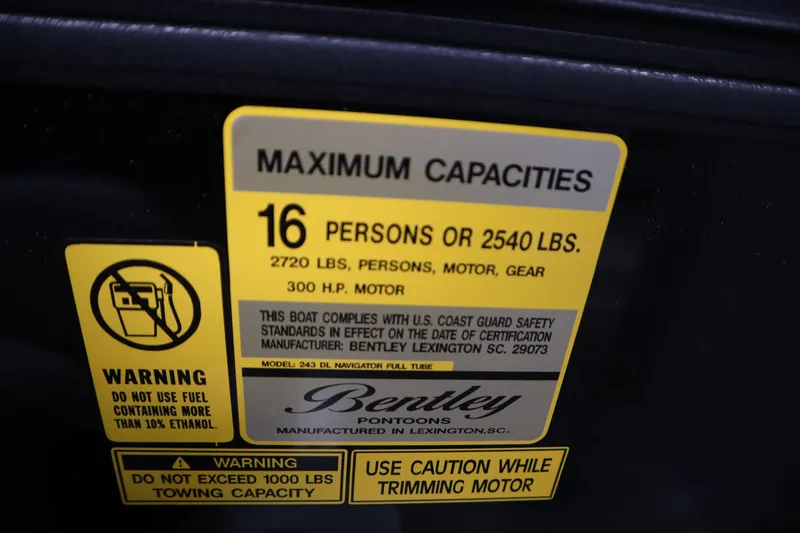 MAXIMUM CAPACITIES
16 PERSONS OR 2540 LBS.
2720 LBS, PERSONS, MOTOR, GEAR
300 H.P. MOTOR
THIS BOAT COMPLIES WITH U.S. COAST GUARD SAFETY
STANDARDS IN EFFECT ON THE DATE OF CERTIFICATION
MANUFACTURER: BENTLEY LEXINGTON SC. 29073
MODEL: 243 DL NAVIGATOR FULL TUBE
Bentley
PONTOONS
MANUFACTURED IN LEXINGTON,SC.
WARNING
DO NOT USE FUEL
CONTAINING MORE
THAN 10% ETHANOL.
WARNING
DO NOT EXCEED 1000 LBS
TOWING CAPACITY
USE CAUTION WHILE
TRIMMING MOTOR